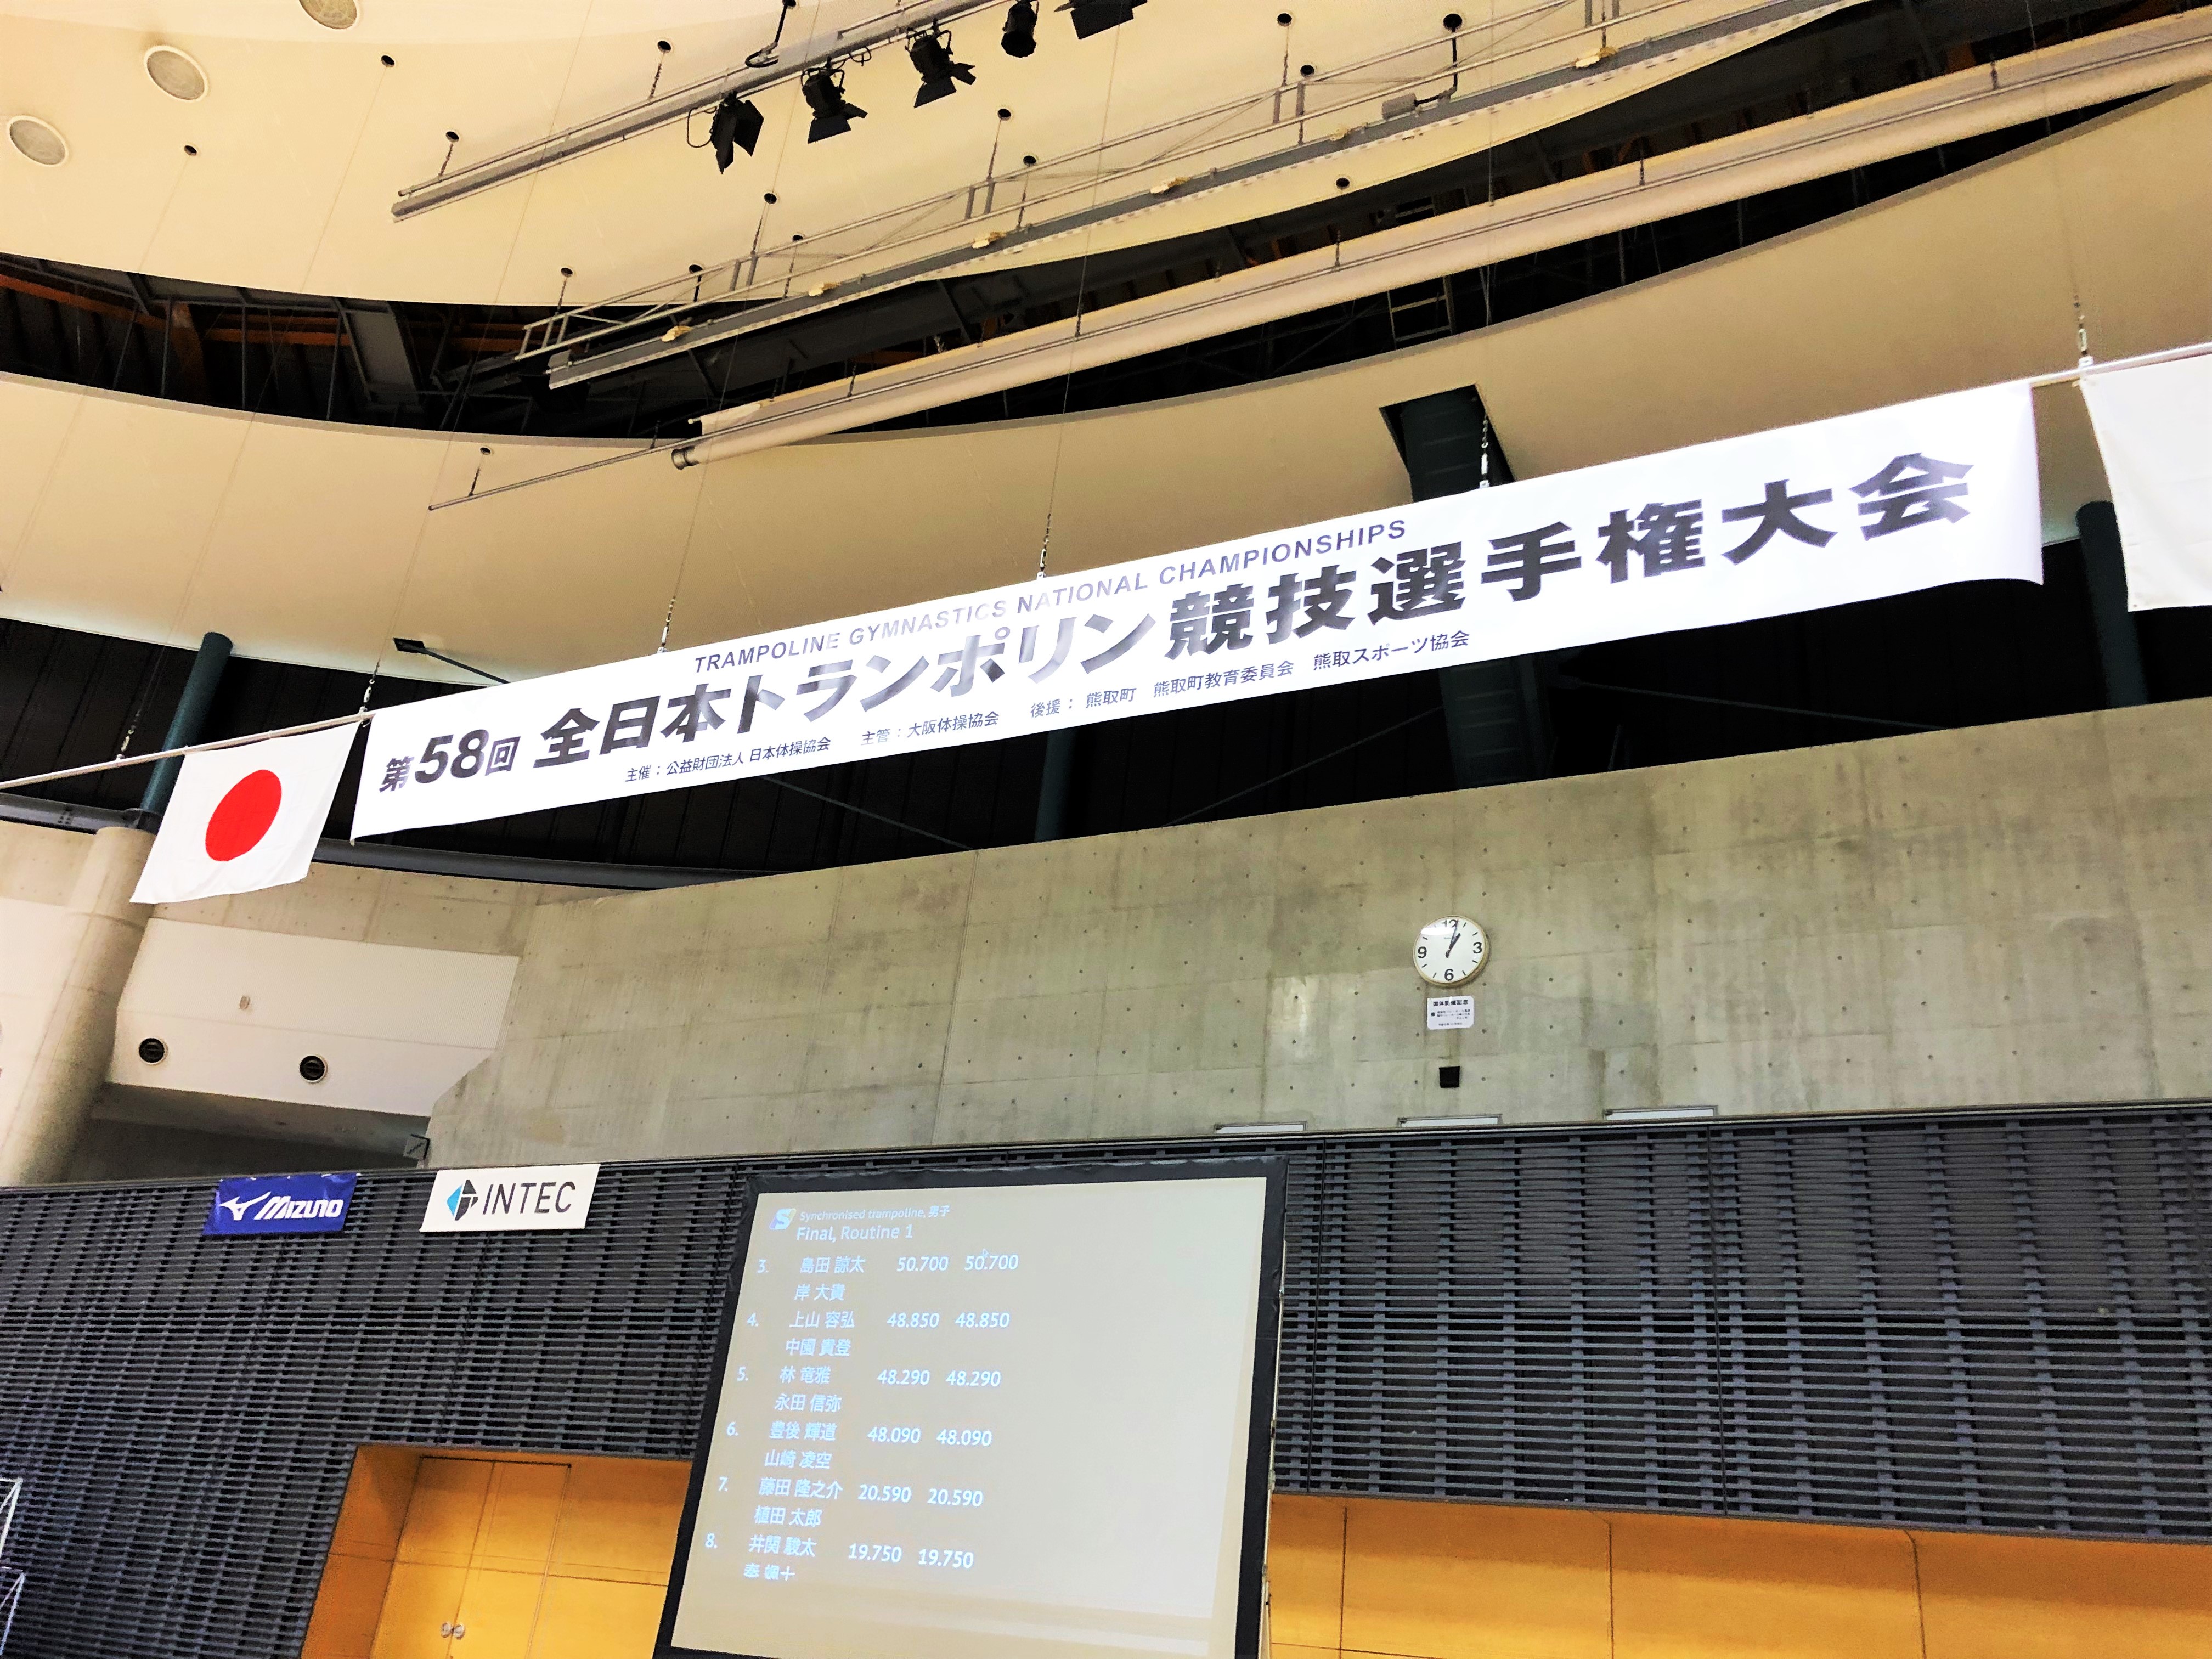 TRAMPOLINE GYMNASTICS NATIONAL CHAMPIONSHIPS
第58回 全日本トランポリン競技選手権大会
主催：公益財団法人 日本体操協会 主管：大阪体操協会 後援：熊取町 熊取町教育委員会 熊取スポーツ協会
12
9 3
6
MIZUNO
INTEC
Synchronised trampoline, 男子
Final, Routine 1
3. 島田 諒太 50.700 50.700
岸 大貴
4. 上山 容弘 48.850 48.850
中園 貴登
5. 林 竜雅 48.290 48.290
永田 信弥
6. 豊後 輝道 48.090 48.090
山崎 凌空
7. 藤田 隆之介 20.590 20.590
植田 太郎
8. 井関 駿太 19.750 19.750